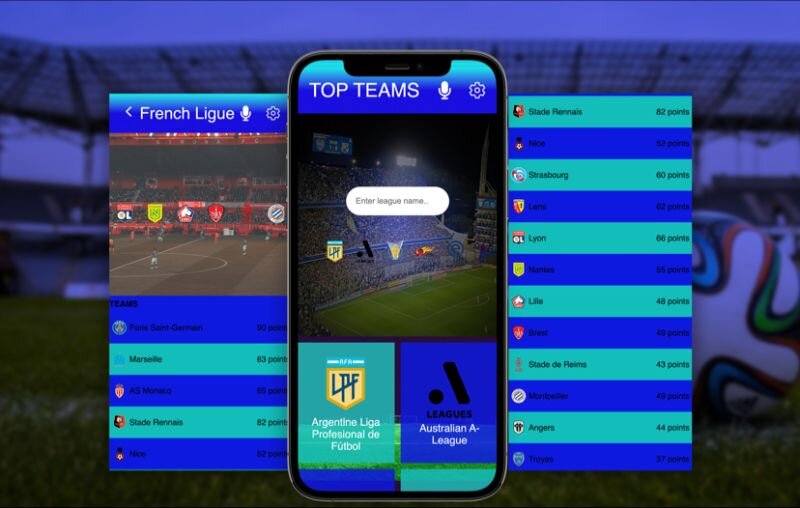 French Ligue
TEAMS
Paris Saint-Germain 90 points
Marseille 63 points
AS Monaco 65 points
Stade Rennais 82 points
Nice 52 points
TOP TEAMS
Enter league name..
AFA
LPF
Argentine Liga
Profesional de
Fútbol
LEAGUES
Australian A-
League
Stade Rennais 82 points
Nice 52 points
Strasbourg 60 points
Lens 62 points
Lyon 66 points
Nantes 55 points
Lille 48 points
Brest 49 points
Stade de Reims 43 points
Montpellier 49 points
Angers 44 points
Troyes 37 points